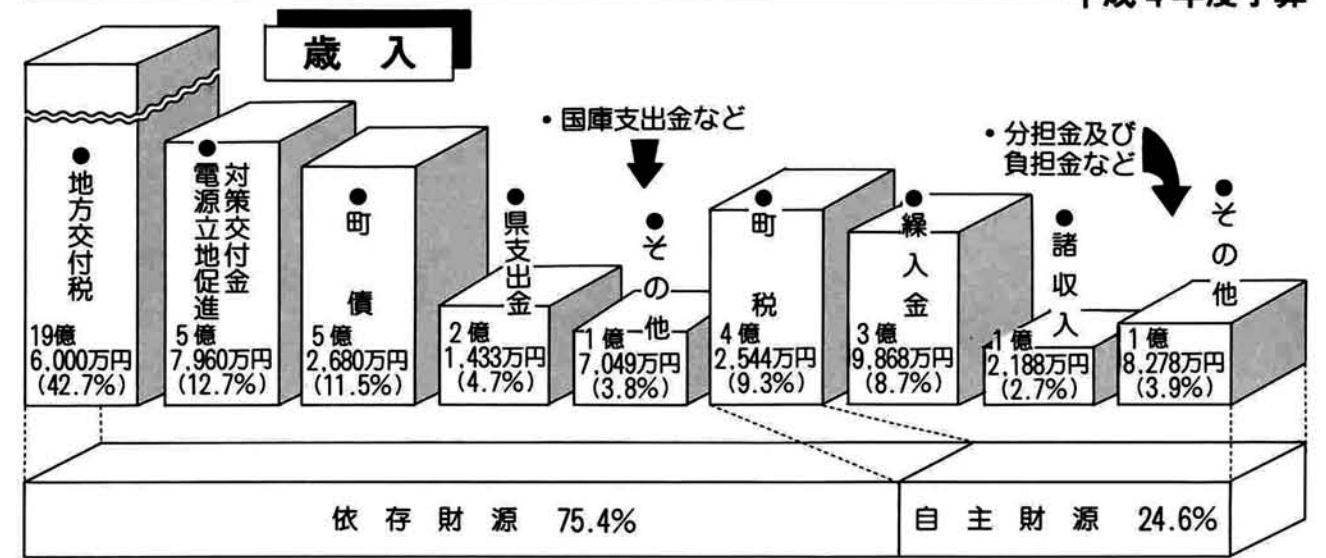 平成4年度予算
歳入
●地方交付税
19億
6,000万円
(42.7%)
●電源立地促進
対策交付金
5億
7,960万円
(12.7%)
●町債
5億
2,680万円
(11.5%)
●県支出金
2億
1,433万円
(4.7%)
・国庫支出金など
●その他
1億
7,049万円
(3.8%)
●町税
4億
2,544万円
(9.3%)
●繰入金
3億
9,868万円
(8.7%)
●諸収入
1億
2,188万円
(2.7%)
・分担金及び
負担金など
●その他
1億
8,278万円
(3.9%)
依存財源 75.4%
自主財源 24.6%